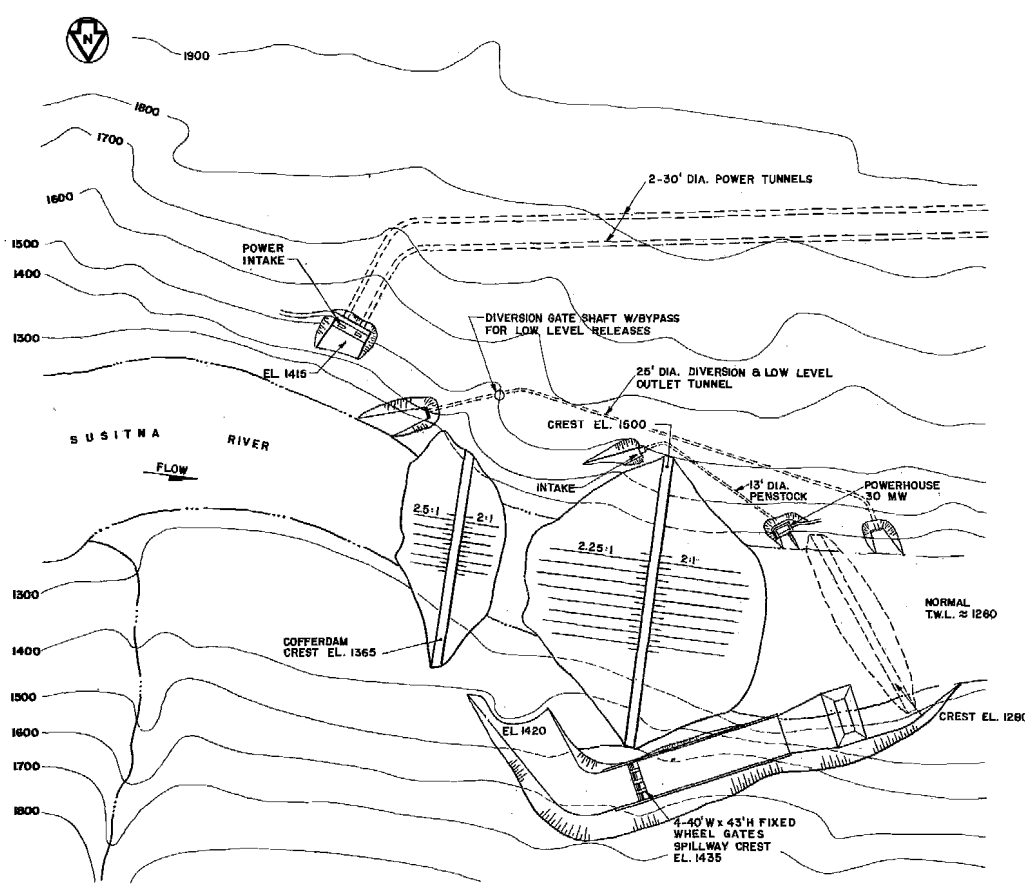 N
1900
1800
1700
1600
1500
1400
1300
2-30' DIA. POWER TUNNELS
POWER
INTAKE
DIVERSION GATE SHAFT W/BYPASS
FOR LOW LEVEL RELEASES
EL. 1415
25' DIA. DIVERSION & LOW LEVEL
OUTLET TUNNEL
CREST EL. 1500
SUSITNA RIVER
FLOW
INTAKE
13' DIA.
PENSTOCK
POWERHOUSE
30 MW
2.5:1
2:1
2.25:1
2:1
NORMAL
T.W.L. ≈ 1260
1300
1400
1500
1600
1700
1800
COFFERDAM
CREST EL. 1365
EL. 1420
CREST EL. 1280
4-40'W x 43'H FIXED
WHEEL GATES
SPILLWAY CREST
EL. 1435